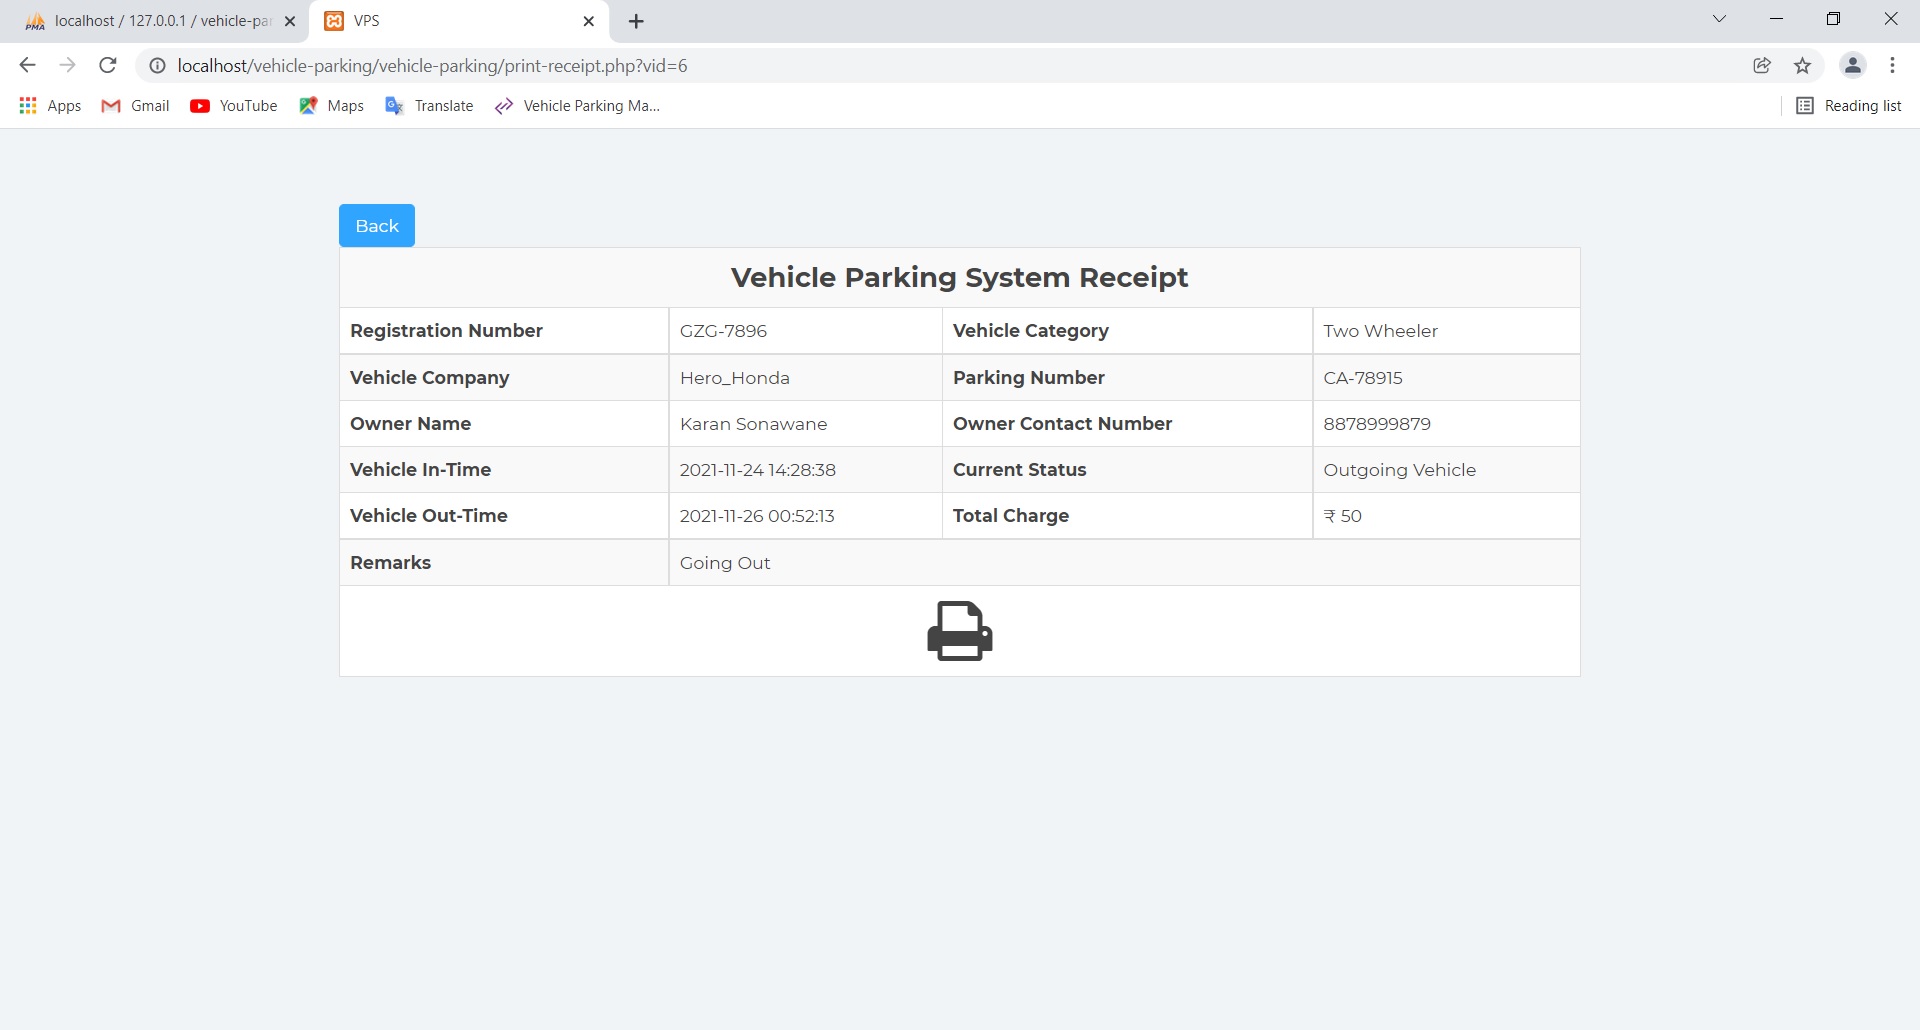 localhost / 127.0.0.1 / vehicle-par
VPS
localhost/vehicle-parking/vehicle-parking/print-receipt.php?vid=6
Apps Gmail YouTube Maps Translate Vehicle Parking Ma... Reading list
Back
Vehicle Parking System Receipt
Registration Number GZG-7896 Vehicle Category Two Wheeler
Vehicle Company Hero_Honda Parking Number CA-78915
Owner Name Karan Sonawane Owner Contact Number 8878999879
Vehicle In-Time 2021-11-24 14:28:38 Current Status Outgoing Vehicle
Vehicle Out-Time 2021-11-26 00:52:13 Total Charge ₹ 50
Remarks Going Out